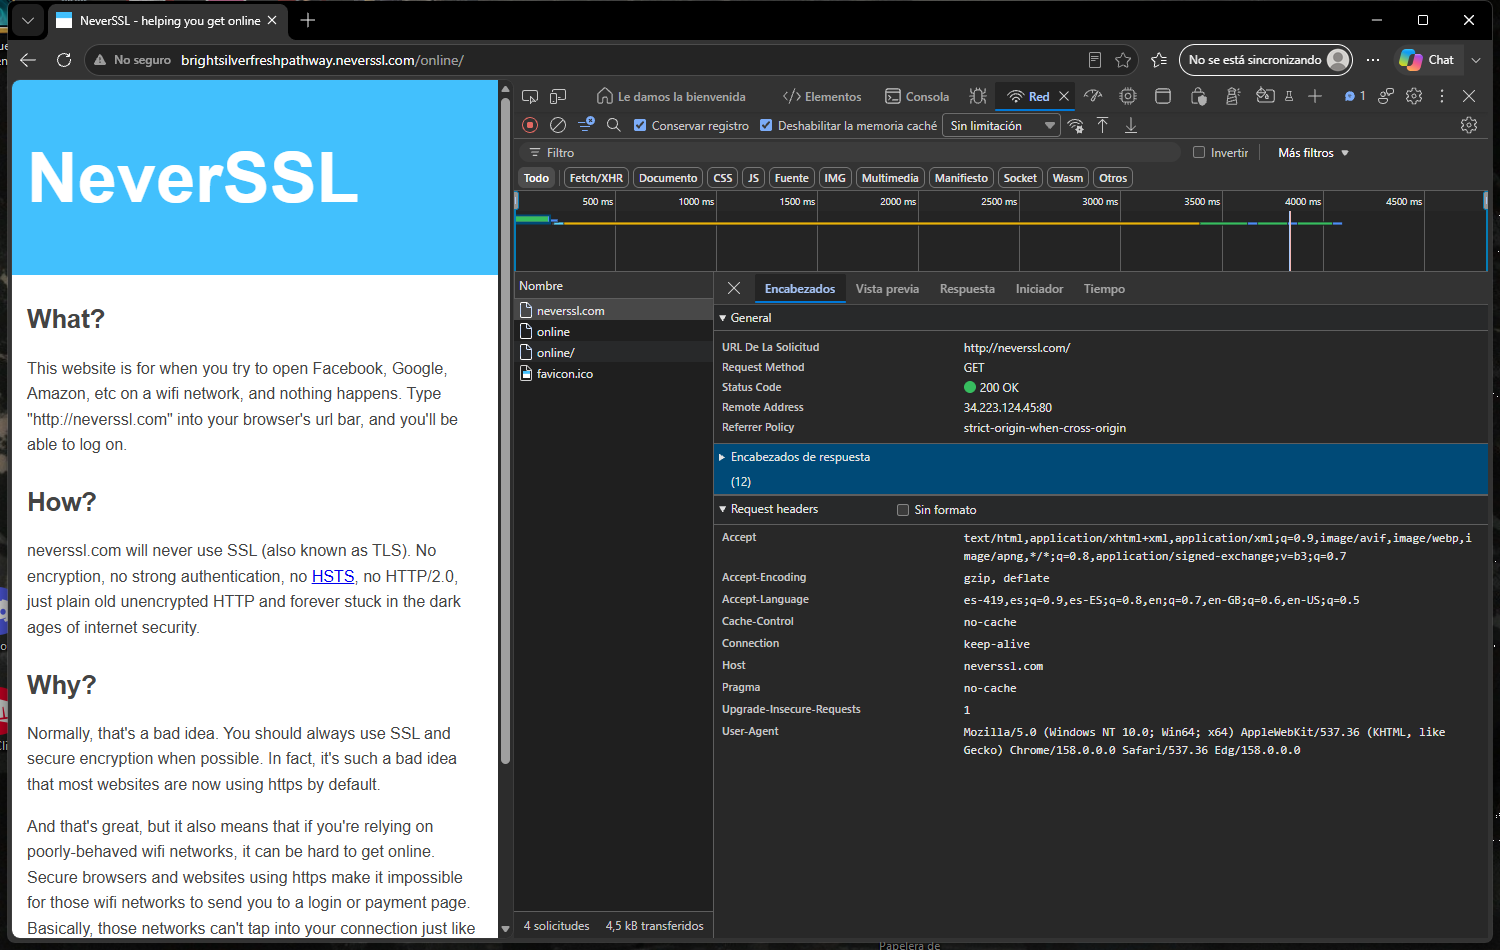 NeverSSL - helping you get online
No seguro
brightsilverfreshpathway.neverssl.com/online/
No se está sincronizando
Chat
NeverSSL
What?
This website is for when you try to open Facebook, Google,
Amazon, etc on a wifi network, and nothing happens. Type
"http://neverssl.com" into your browser's url bar, and you'll be
able to log on.
How?
neverssl.com will never use SSL (also known as TLS). No
encryption, no strong authentication, no HSTS, no HTTP/2.0,
just plain old unencrypted HTTP and forever stuck in the dark
ages of internet security.
Why?
Normally, that's a bad idea. You should always use SSL and
secure encryption when possible. In fact, it's such a bad idea
that most websites are now using https by default.
And that's great, but it also means that if you're relying on
poorly-behaved wifi networks, it can be hard to get online.
Secure browsers and websites using https make it impossible
for those wifi networks to send you to a login or payment page.
Basically, those networks can't tap into your connection just like
Le damos la bienvenida
Elementos
Consola
Red
1
Conservar registro
Deshabilitar la memoria caché
Sin limitación
Filtro
Invertir
Más filtros
Todo
Fetch/XHR
Documento
CSS
JS
Fuente
IMG
Multimedia
Manifiesto
Socket
Wasm
Otros
500 ms
1000 ms
1500 ms
2000 ms
2500 ms
3000 ms
3500 ms
4000 ms
4500 ms
Nombre
neverssl.com
online
online/
favicon.ico
4 solicitudes
4,5 kB transferidos
Encabezados
Vista previa
Respuesta
Iniciador
Tiempo
General
URL De La Solicitud
http://neverssl.com/
Request Method
GET
Status Code
200 OK
Remote Address
34.223.124.45:80
Referrer Policy
strict-origin-when-cross-origin
Encabezados de respuesta
(12)
Request headers
Sin formato
Accept
text/html,application/xhtml+xml,application/xml;q=0.9,image/avif,image/webp,i
mage/apng,*/*;q=0.8,application/signed-exchange;v=b3;q=0.7
Accept-Encoding
gzip, deflate
Accept-Language
es-419,es;q=0.9,es-ES;q=0.8,en;q=0.7,en-GB;q=0.6,en-US;q=0.5
Cache-Control
no-cache
Connection
keep-alive
Host
neverssl.com
Pragma
no-cache
Upgrade-Insecure-Requests
1
User-Agent
Mozilla/5.0 (Windows NT 10.0; Win64; x64) AppleWebKit/537.36 (KHTML, like
Gecko) Chrome/158.0.0.0 Safari/537.36 Edg/158.0.0.0
Papelera de